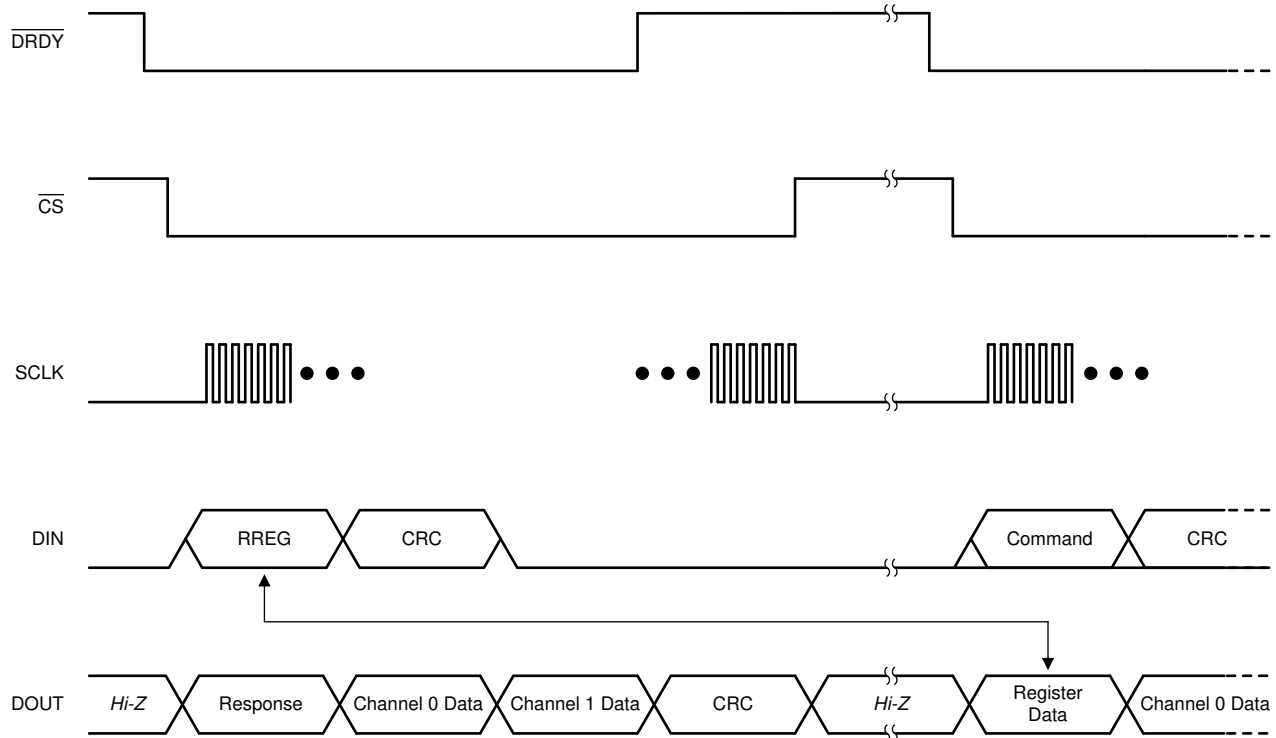 DRDY
CS
SCLK
DIN
RREG
CRC
Command
CRC
DOUT
Hi-Z
Response
Channel 0 Data
Channel 1 Data
CRC
Hi-Z
Register
Data
Channel 0 Data